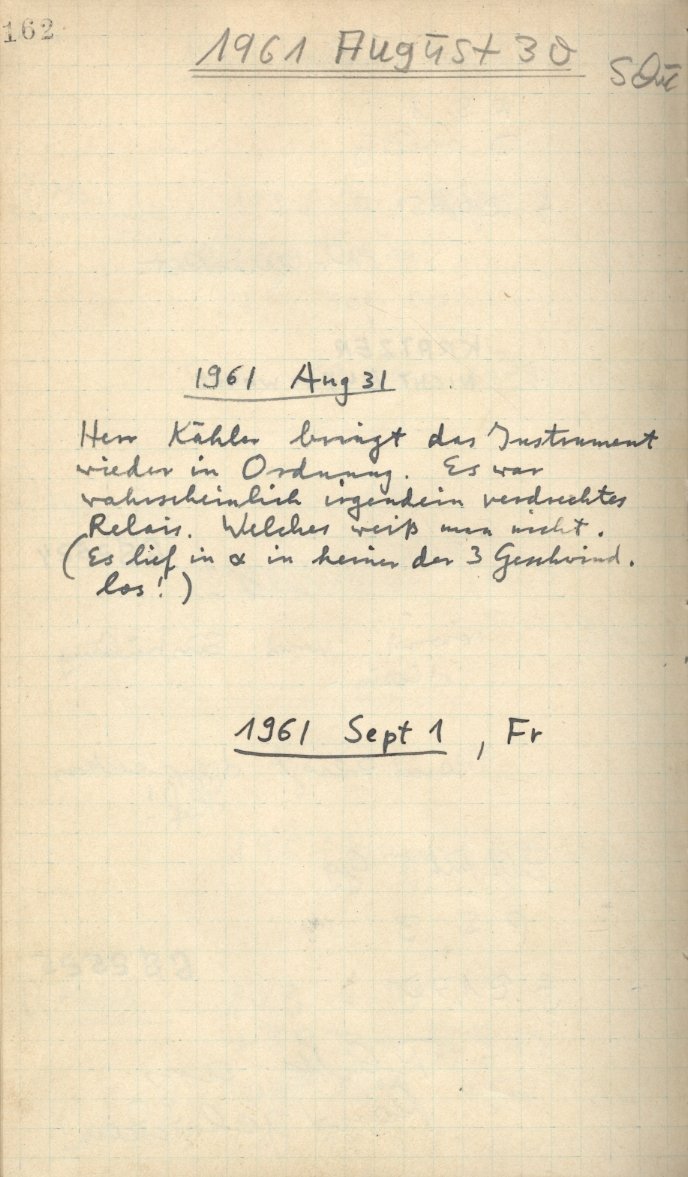 162
1961 August 30
1961 Aug 31
Herr Kähler bringt das Instrument
wieder in Ordnung. Es war
wahrscheinlich irgendein verdrecktes
Relais. Welches weiß man nicht.
(Es lief in α in keiner der 3 Geschwind.
los!)
1961 Sept 1, Fr